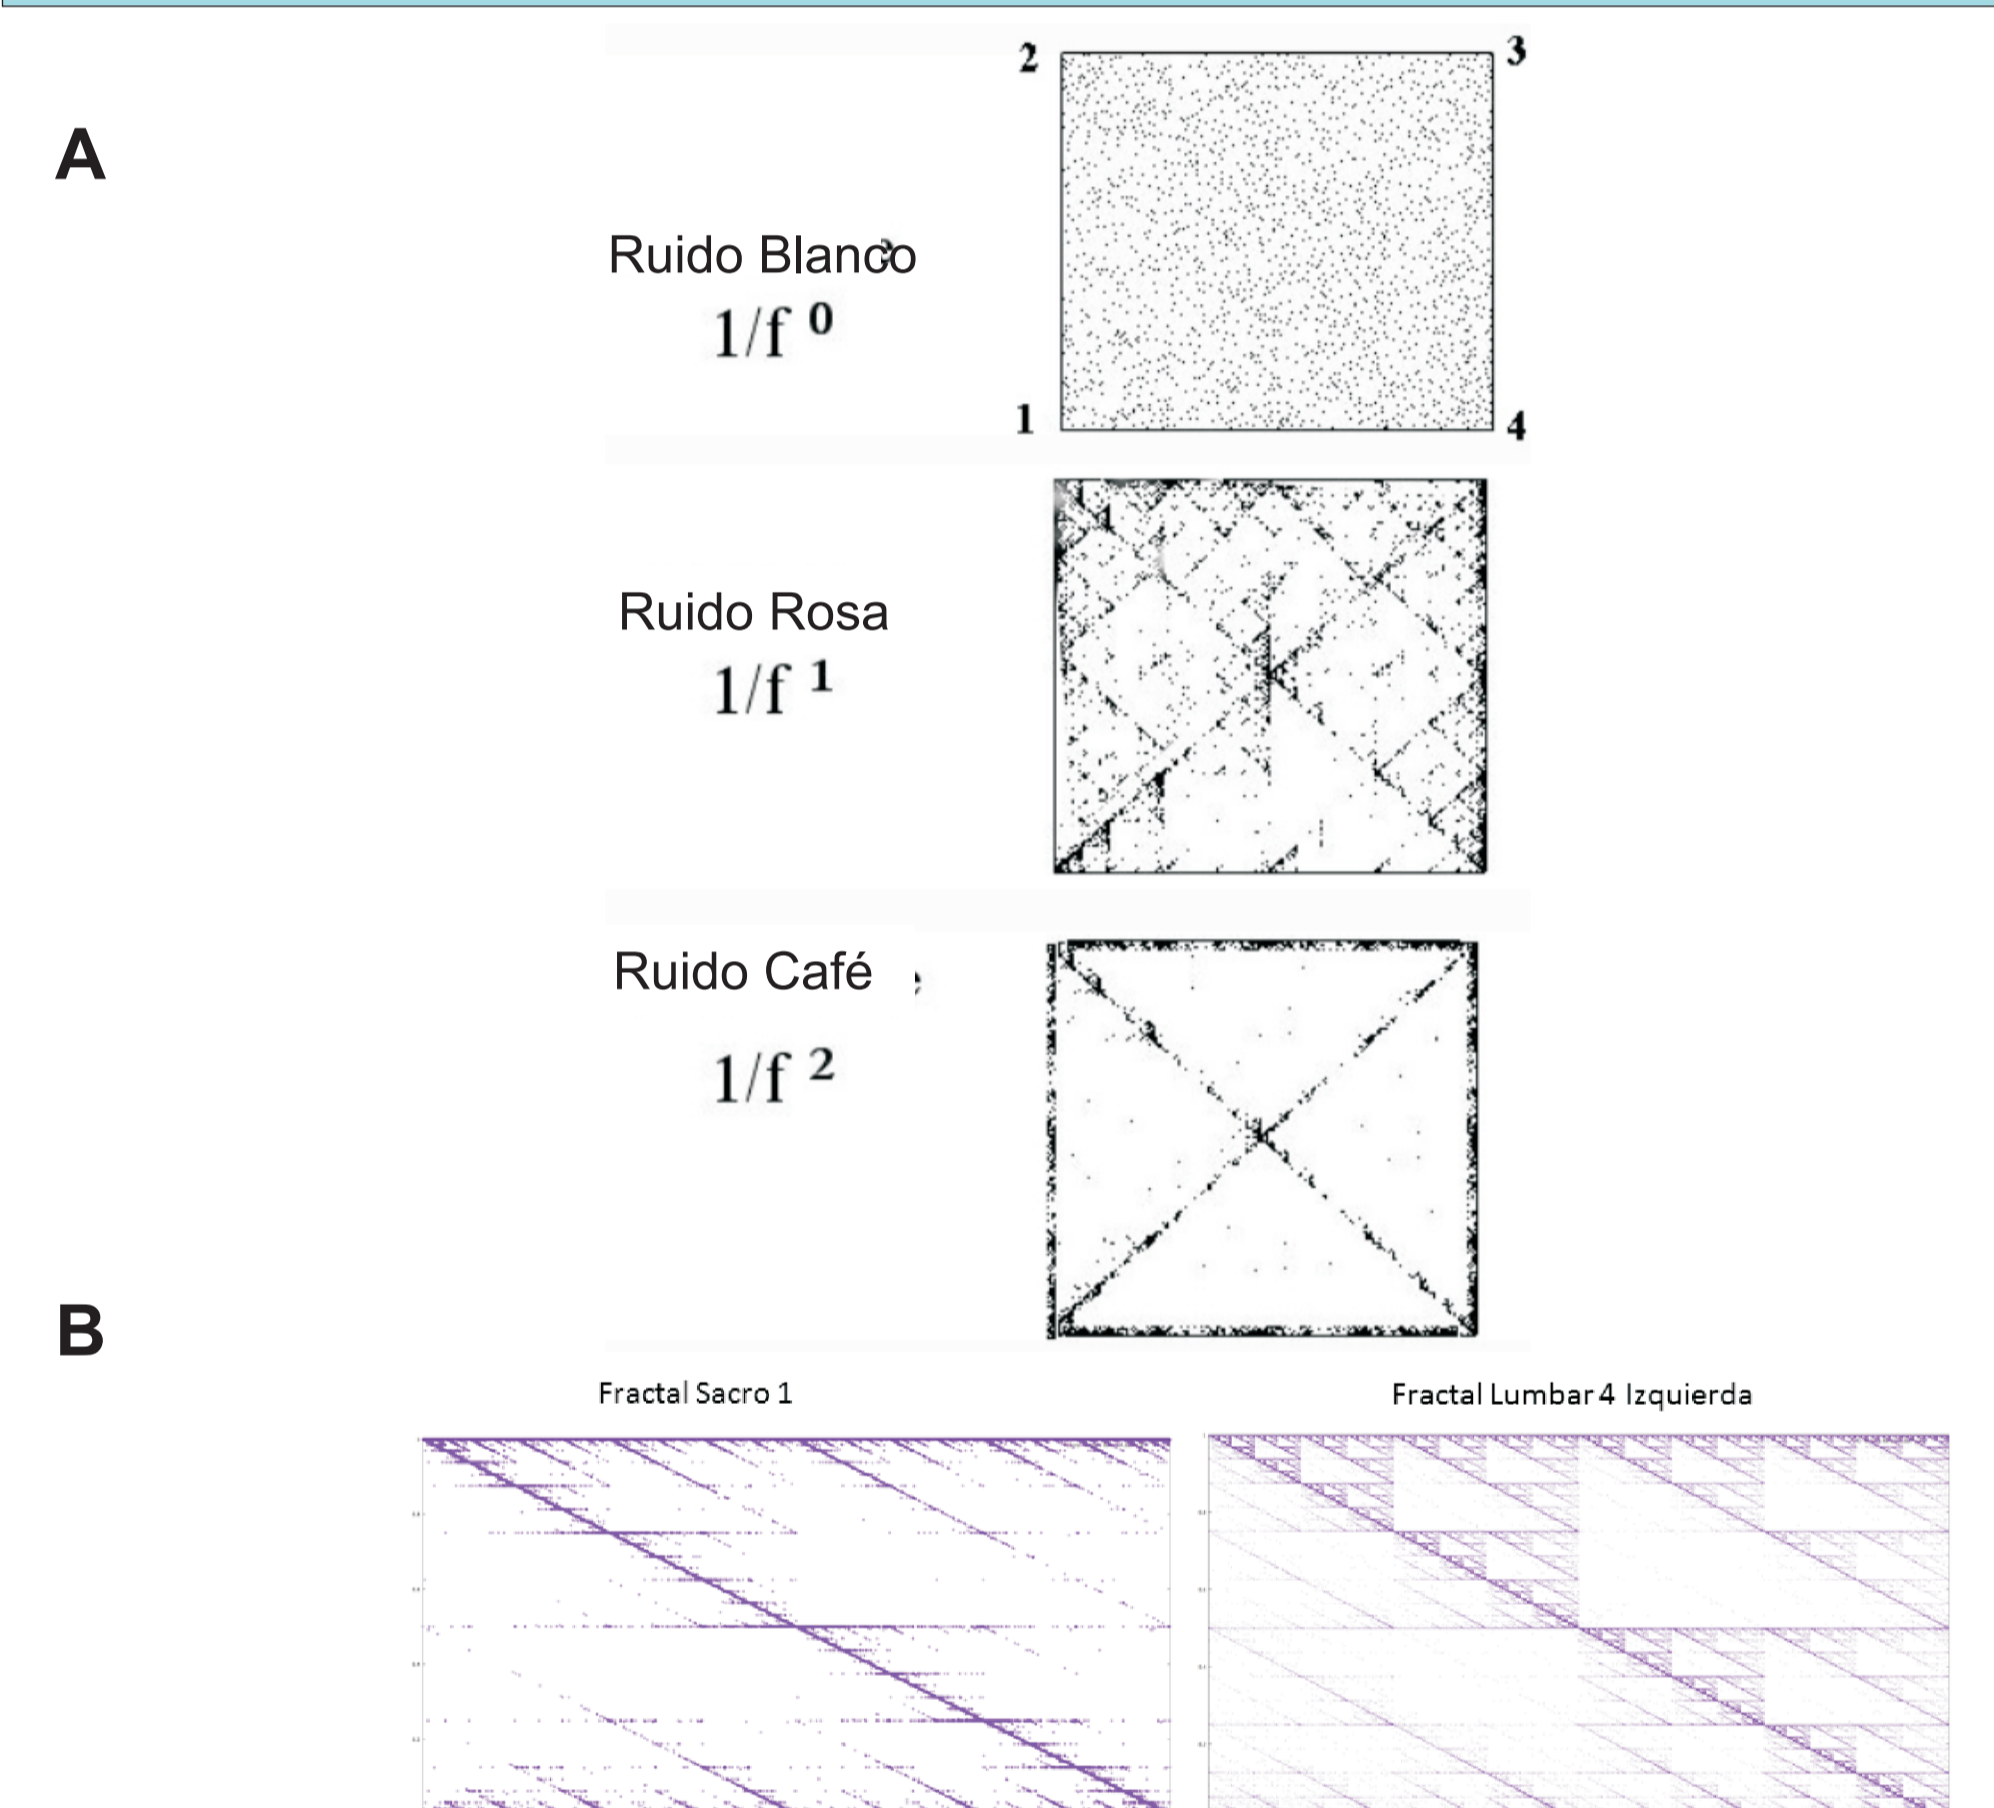 A
2
3
Ruido Blanco
1/f 0
1
4
Ruido Rosa
1/f 1
Ruido Café
1/f 2
B
Fractal Sacro 1
Fractal Lumbar 4 Izquierda